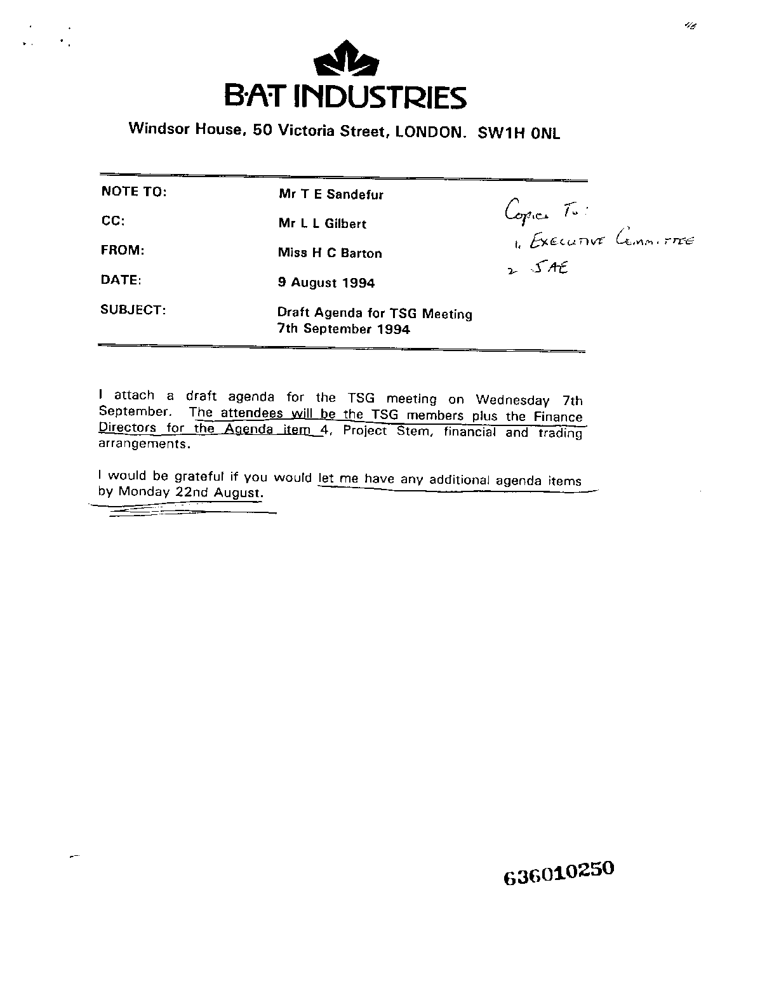 B·A·T INDUSTRIES
Windsor House, 50 Victoria Street, LONDON. SW1H 0NL
NOTE TO: Mr T E Sandefur
CC: Mr L L Gilbert
FROM: Miss H C Barton
DATE: 9 August 1994
SUBJECT: Draft Agenda for TSG Meeting
7th September 1994
Copies To:
1. EXECUTIVE COMMITTEE
2 SAE
I attach a draft agenda for the TSG meeting on Wednesday 7th
September. The attendees will be the TSG members plus the Finance
Directors for the Agenda item 4, Project Stem, financial and trading
arrangements.
I would be grateful if you would let me have any additional agenda items
by Monday 22nd August.
636010250